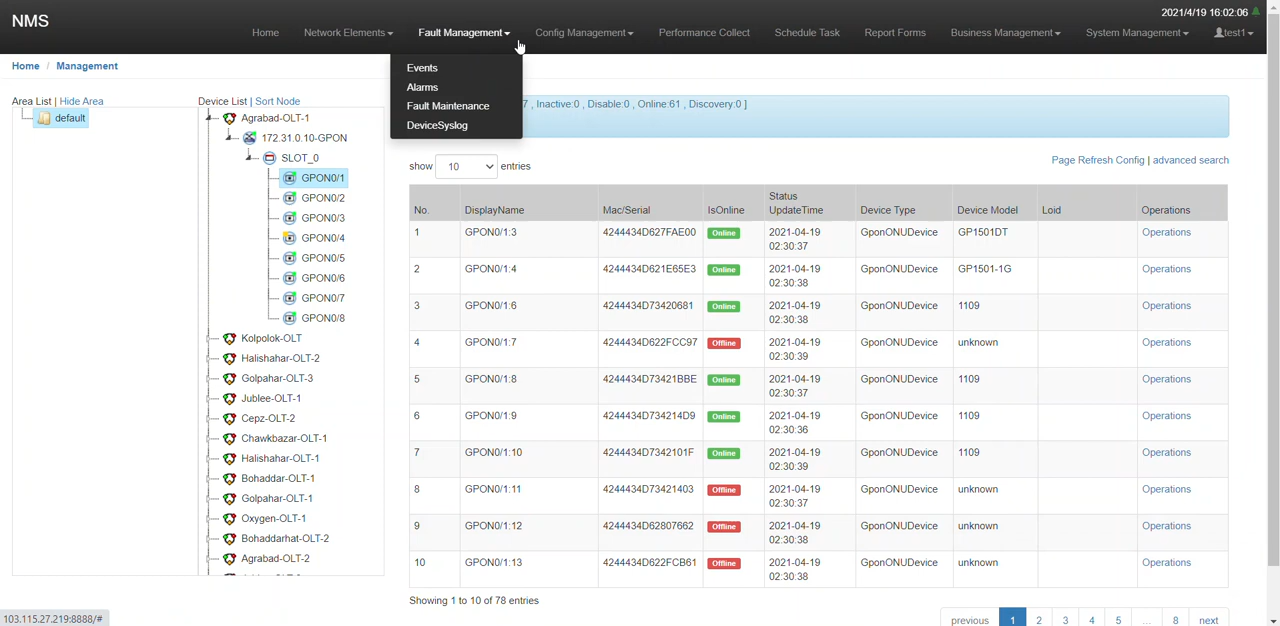 NMS
2021/4/19 16:02:06
Home Network Elements Fault Management Config Management Performance Collect Schedule Task Report Forms Business Management System Management test1
Home / Management
Events
Alarms
Fault Maintenance
DeviceSyslog
Area List | Hide Area
default
Device List | Sort Node
Agrabad-OLT-1
172.31.0.10-GPON
SLOT_0
GPON0/1
GPON0/2
GPON0/3
GPON0/4
GPON0/5
GPON0/6
GPON0/7
GPON0/8
Kolpolok-OLT
Halishahar-OLT-2
Golpahar-OLT-3
Jublee-OLT-1
Cepz-OLT-2
Chawkbazar-OLT-1
Halishahar-OLT-1
Bohaddar-OLT-1
Golpahar-OLT-1
Oxygen-OLT-1
Bohaddarhat-OLT-2
Agrabad-OLT-2
7 , Inactive:0 , Disable:0 , Online:61 , Discovery:0 ]
show 10 entries
Page Refresh Config | advanced search
No. DisplayName Mac/Serial IsOnline Status UpdateTime Device Type Device Model Loid Operations
1 GPON0/1:3 4244434D627FAE00 Online 2021-04-19 02:30:37 GponONUDevice GP1501DT Operations
2 GPON0/1:4 4244434D621E65E3 Online 2021-04-19 02:30:38 GponONUDevice GP1501-1G Operations
3 GPON0/1:6 4244434D73420681 Online 2021-04-19 02:30:38 GponONUDevice 1109 Operations
4 GPON0/1:7 4244434D622FCC97 Offline 2021-04-19 02:30:39 GponONUDevice unknown Operations
5 GPON0/1:8 4244434D73421BBE Online 2021-04-19 02:30:37 GponONUDevice 1109 Operations
6 GPON0/1:9 4244434D734214D9 Online 2021-04-19 02:30:36 GponONUDevice 1109 Operations
7 GPON0/1:10 4244434D7342101F Online 2021-04-19 02:30:39 GponONUDevice 1109 Operations
8 GPON0/1:11 4244434D73421403 Offline 2021-04-19 02:30:37 GponONUDevice unknown Operations
9 GPON0/1:12 4244434D62807662 Offline 2021-04-19 02:30:38 GponONUDevice unknown Operations
10 GPON0/1:13 4244434D622FCB61 Offline 2021-04-19 02:30:38 GponONUDevice unknown Operations
Showing 1 to 10 of 78 entries
previous 1 2 3 4 5 ... 8 next
103.115.27.219:8888/#